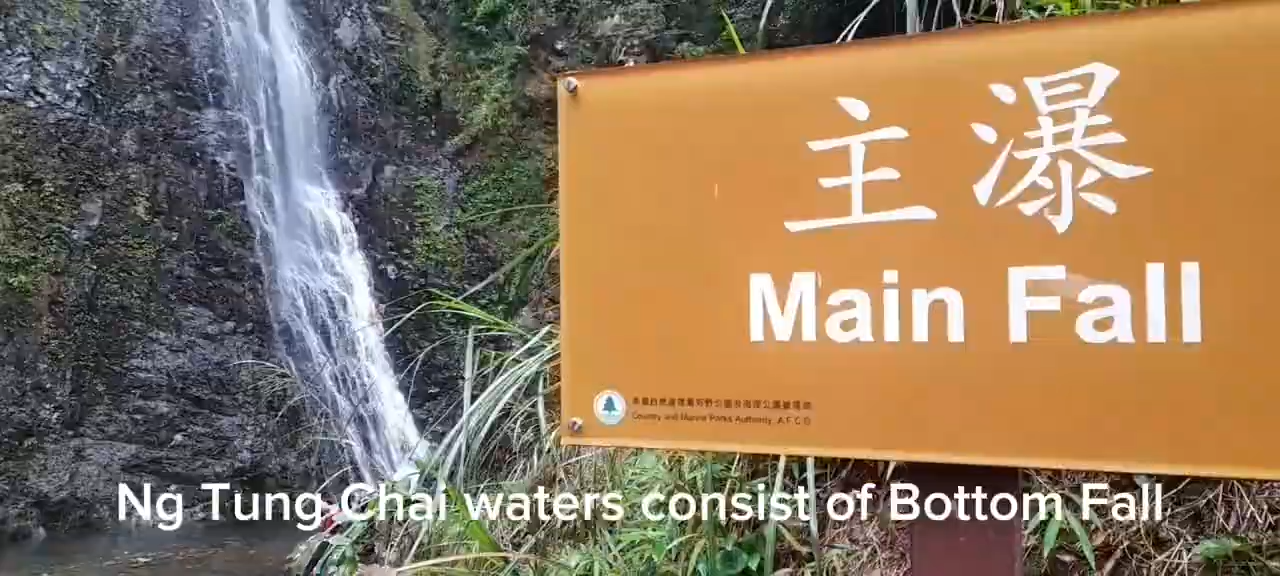 主瀑
Main Fall
Country and Marine Parks Authority, A.F.C.D.
Ng Tung Chai waters consist of Bottom Fall